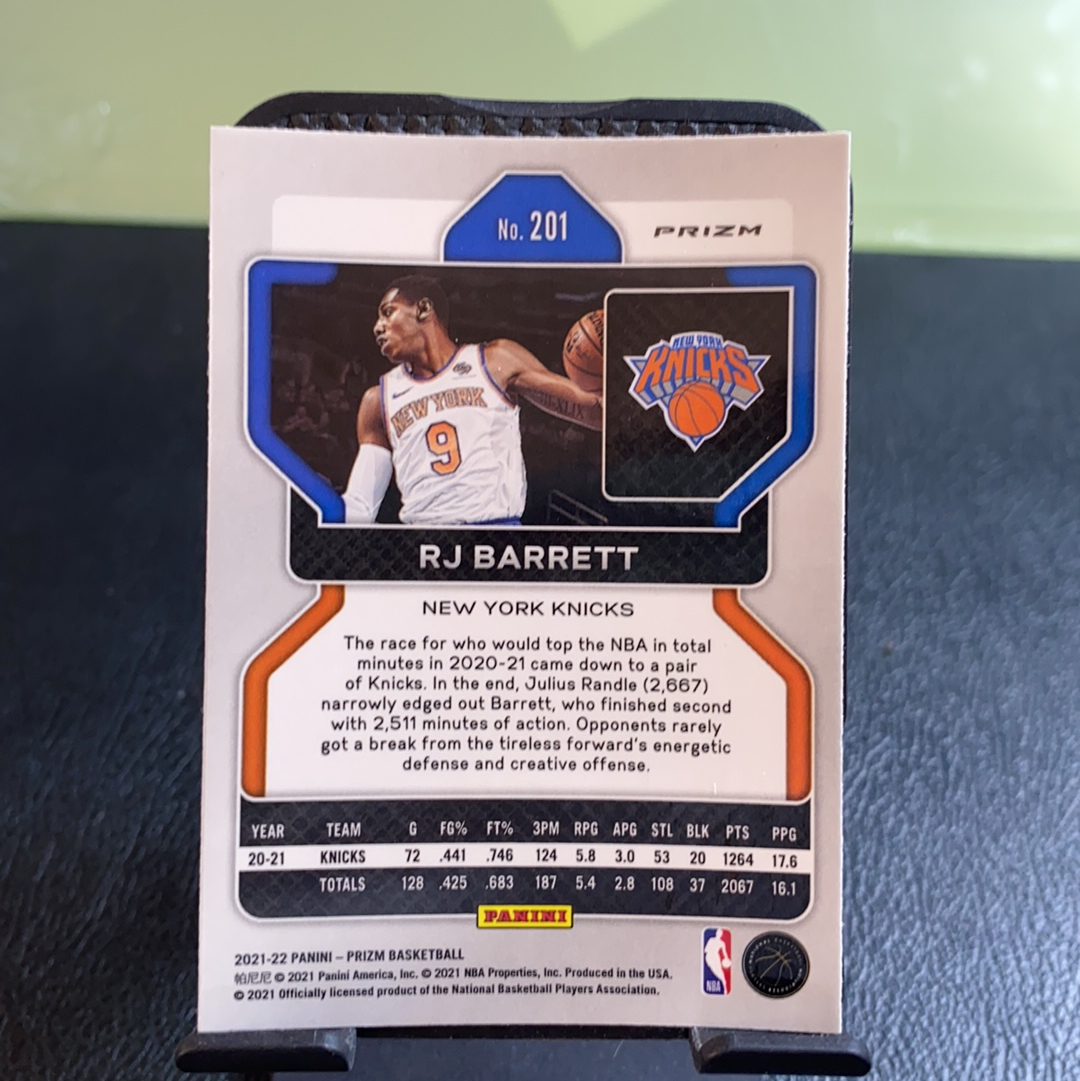 No. 201
PRIZM
NEW YORK
KNICKS
NEW YORK
9
RJ BARRETT
NEW YORK KNICKS
The race for who would top the NBA in total
minutes in 2020-21 came down to a pair
of Knicks. In the end, Julius Randle (2,667)
narrowly edged out Barrett, who finished second
with 2,511 minutes of action. Opponents rarely
got a break from the tireless forward's energetic
defense and creative offense.
YEAR TEAM G FG% FT% 3PM RPG APG STL BLK PTS PPG
20-21 KNICKS 72 .441 .746 124 5.8 3.0 53 20 1264 17.6
TOTALS 128 .425 .683 187 5.4 2.8 108 37 2067 16.1
PANINI
2021-22 PANINI – PRIZM BASKETBALL
帕尼尼 © 2021 Panini America, Inc. © 2021 NBA Properties, Inc. Produced in the USA.
© 2021 Officially licensed product of the National Basketball Players Association.
NBA